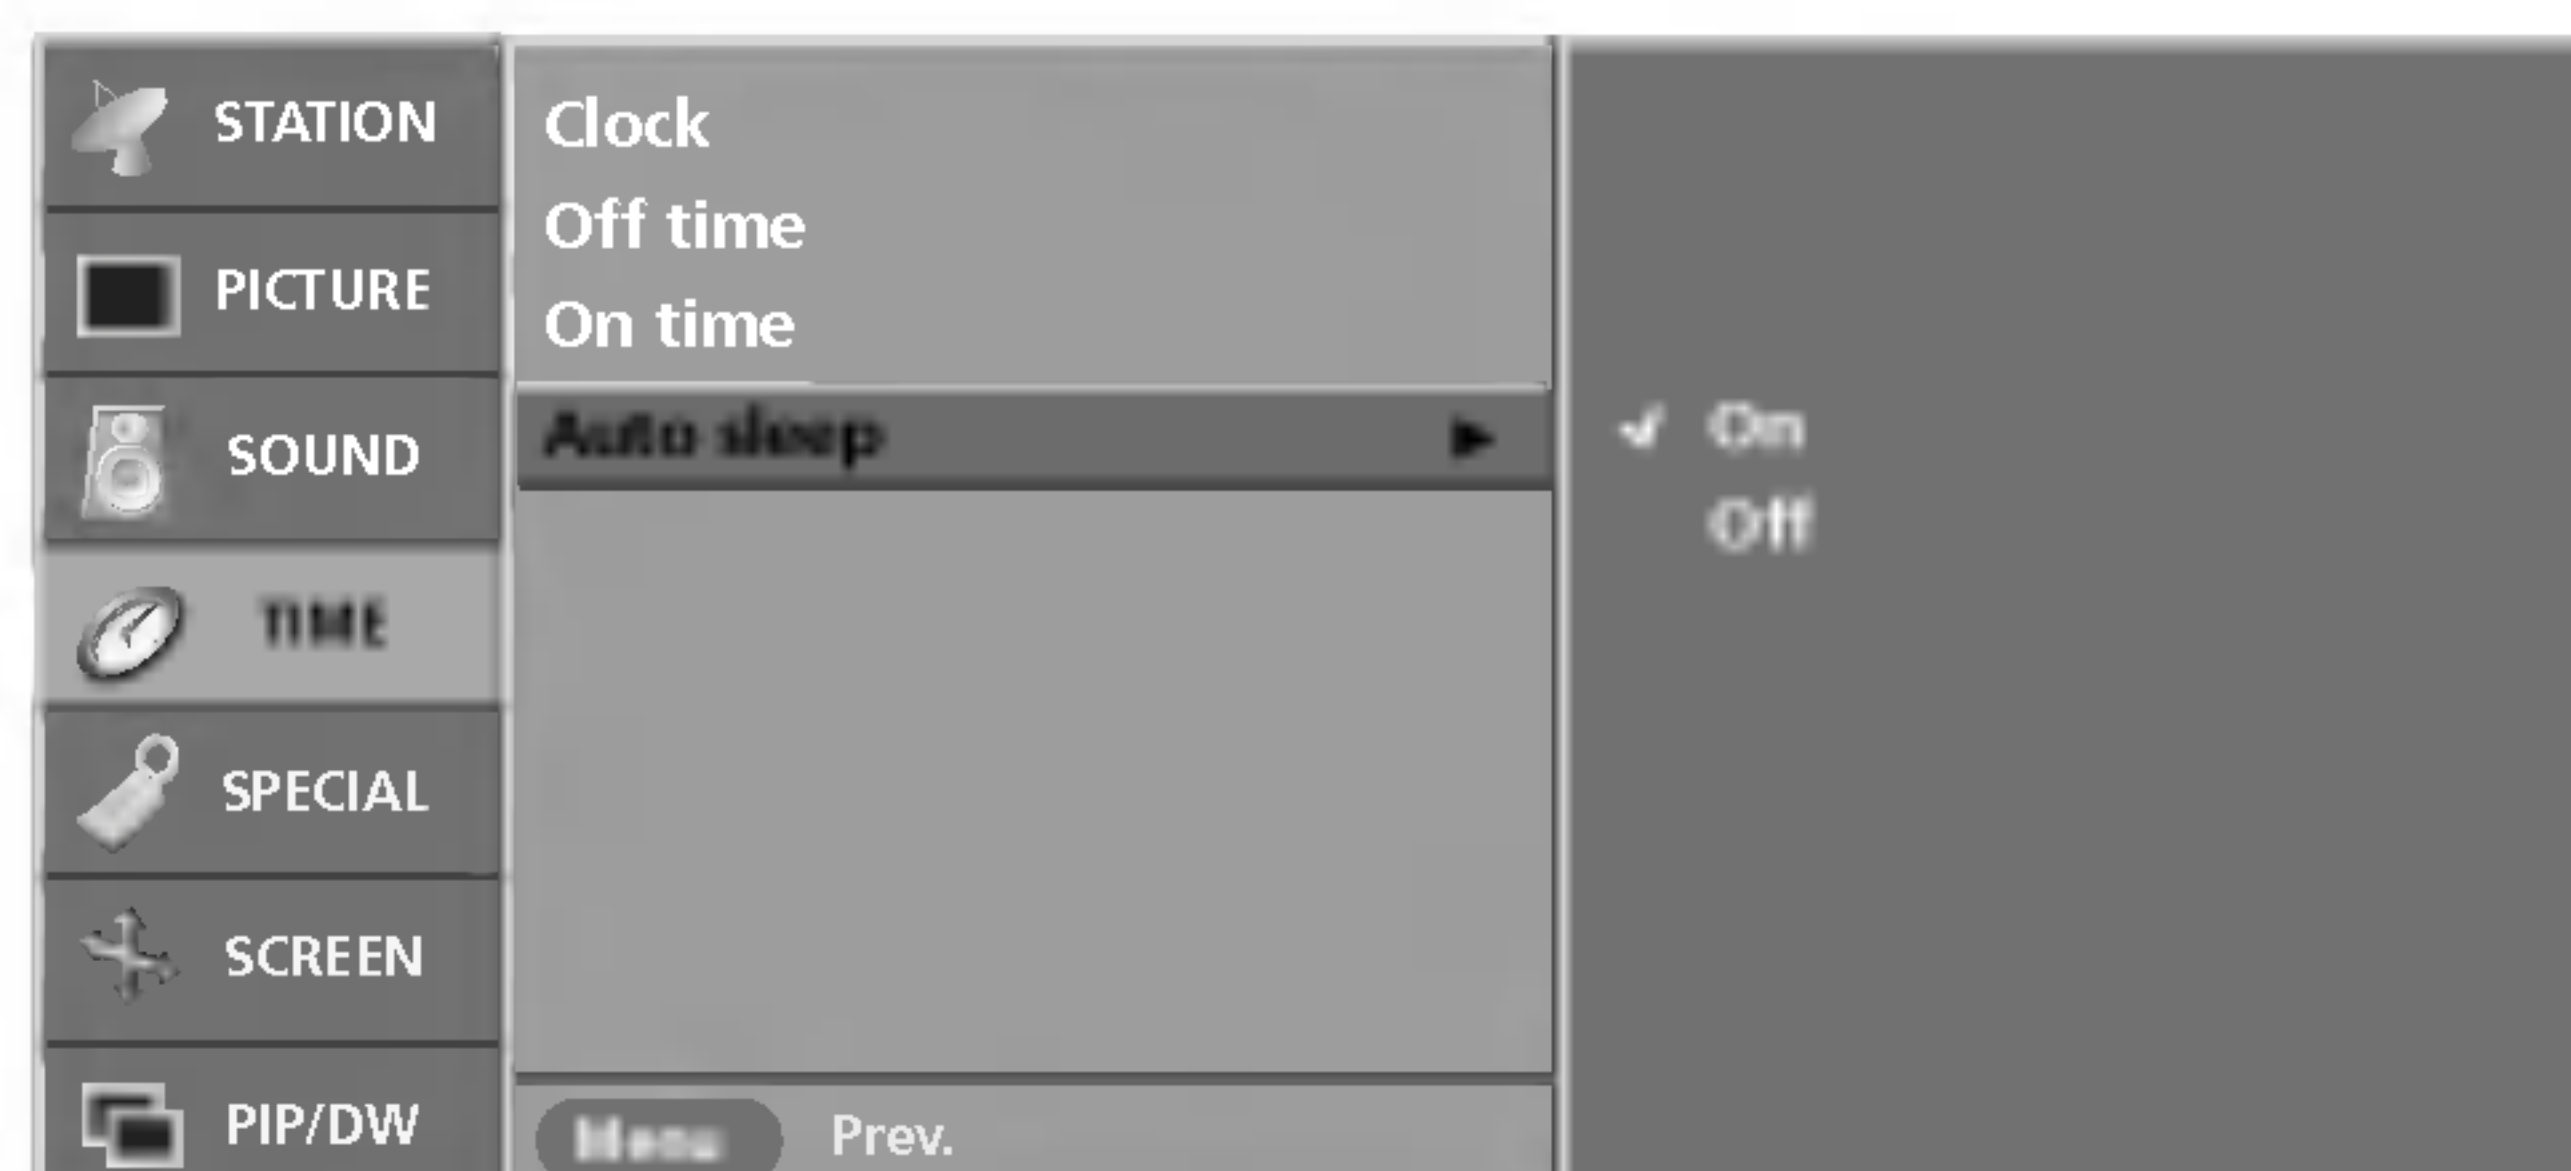 STATION
PICTURE
SOUND
TIME
SPECIAL
SCREEN
PIP/DW
Clock
Off time
On time
Auto sleep
Menu Prev.
On
Off